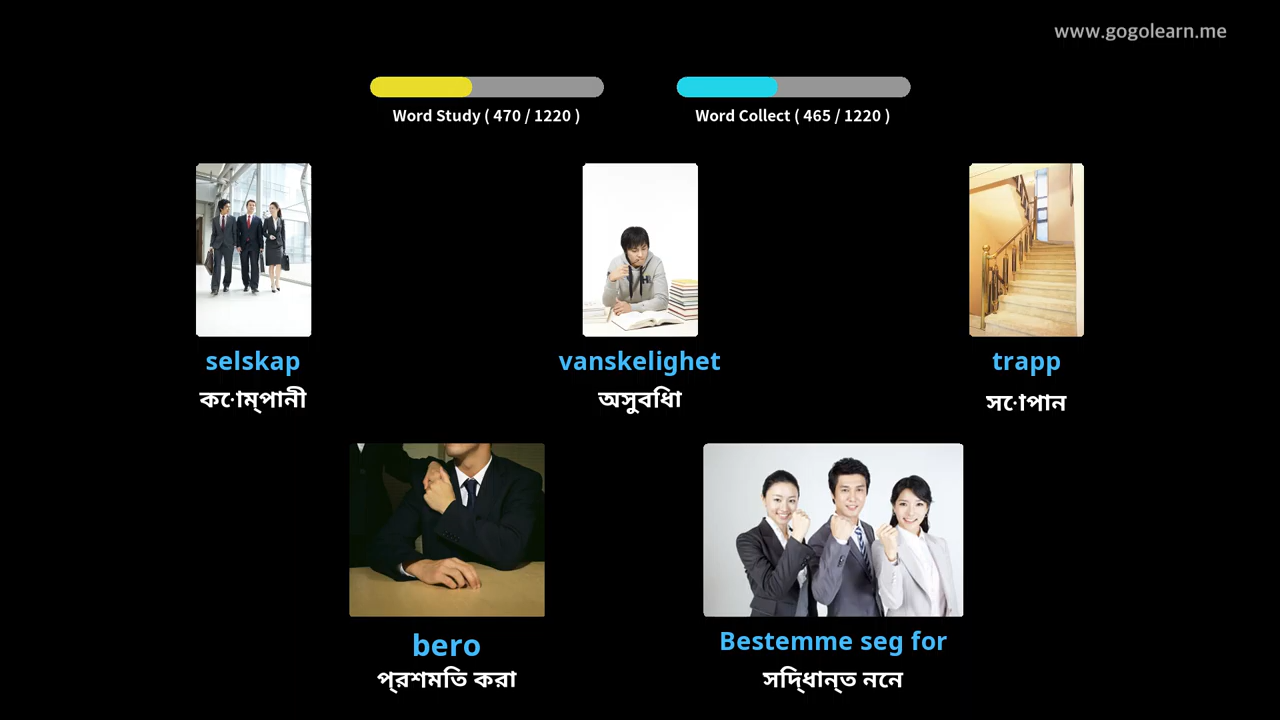 www.gogolearn.me
Word Study ( 470 / 1220 )
Word Collect ( 465 / 1220 )
selskap
vanskelighet
trapp
কোম্পানী
অসুবিধা
সোপান
bero
Bestemme seg for
প্রশমতি করা
সিদ্ধান্ত ননে